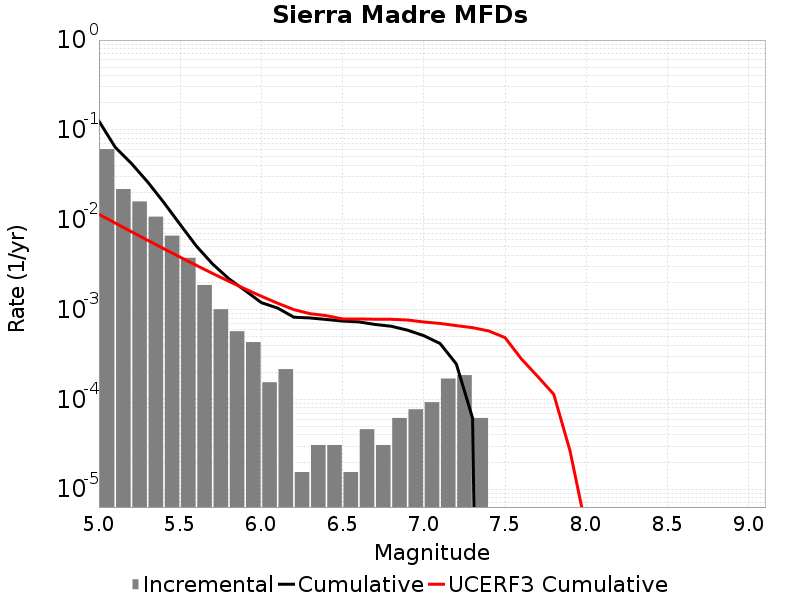 Sierra Madre MFDs
10^0
10^-1
10^-2
10^-3
10^-4
10^-5
Rate (1/yr)
5.0 5.5 6.0 6.5 7.0 7.5 8.0 8.5 9.0
Magnitude
Incremental Cumulative UCERF3 Cumulative